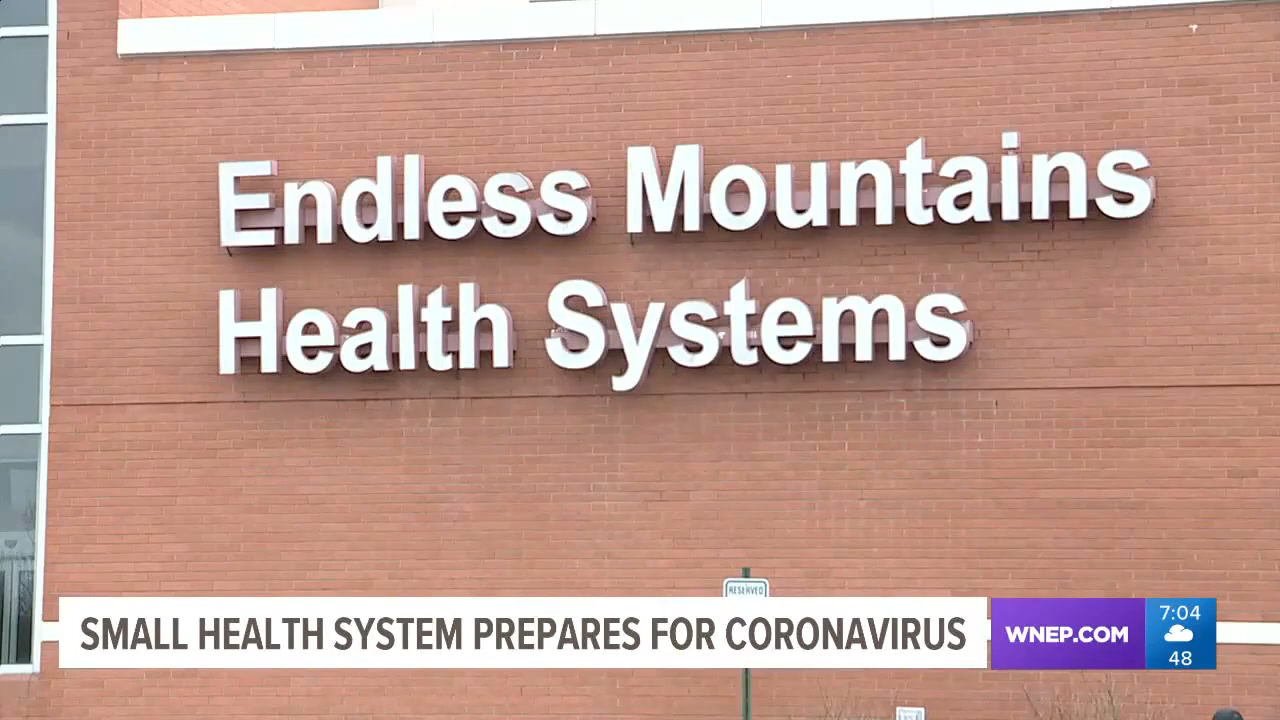 Endless Mountains
Health Systems
RESERVED
SMALL HEALTH SYSTEM PREPARES FOR CORONAVIRUS
WNEP.COM
7:04
48